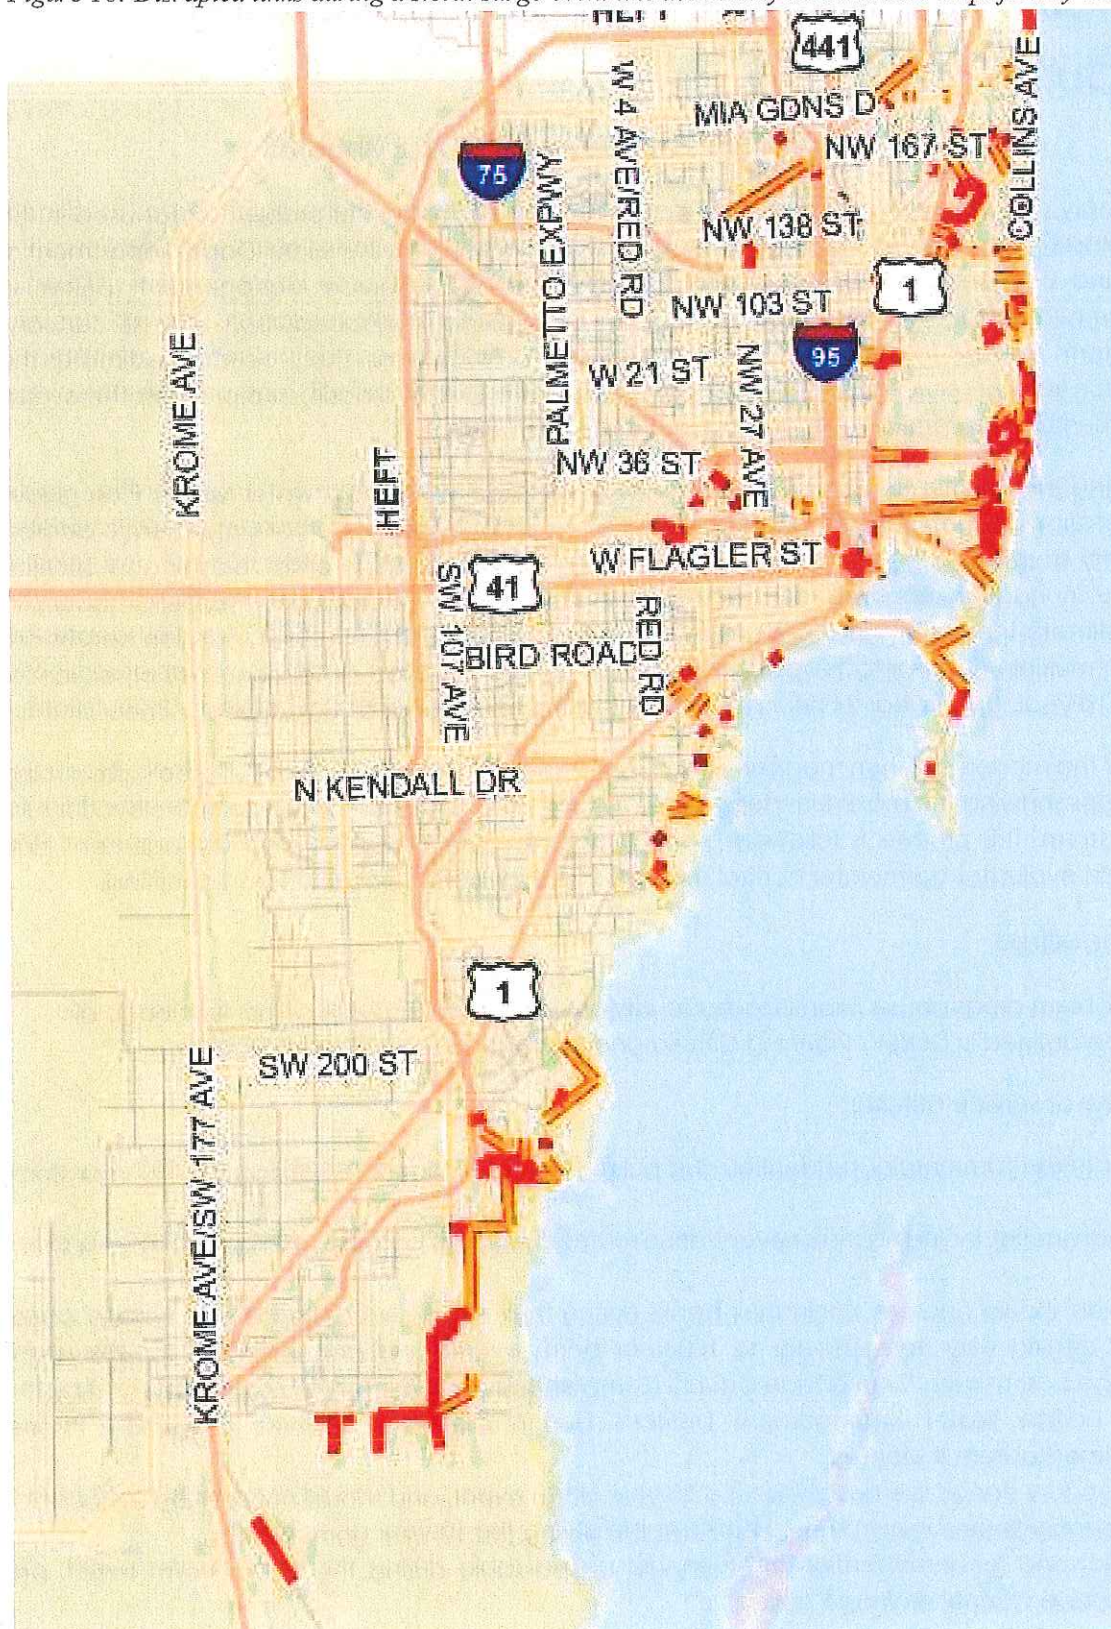 441
MIA GDNS D
NW 167 ST
W 4 AVE/RED RD
COLLINS AVE
75
PALMETTO EXPWY
NW 138 ST
1
NW 103 ST
95
W 21 ST
NW 27 AVE
KROME AVE
HEFT
NW 36 ST
W FLAGLER ST
41
SW 107 AVE
BIRD ROAD
RED RD
N KENDALL DR
1
SW 200 ST
KROME AVE/SW 177 AVE